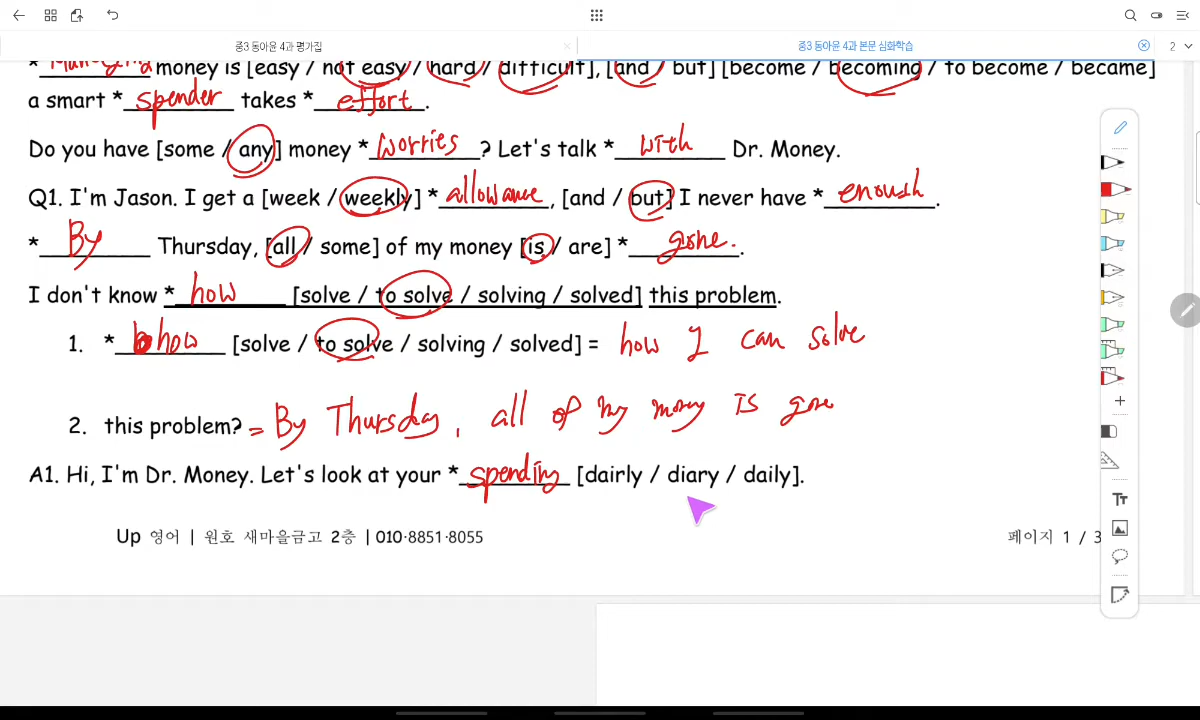 중3 동아윤 4과 평가집
중3 동아윤 4과 본문 심화학습
2
* Managing money is [easy / not easy / hard / difficult], [and / but] [become / becoming / to become / became]
a smart * spender takes * effort.
Do you have [some / any] money * worries? Let's talk * with Dr. Money.
Q1. I'm Jason. I get a [week / weekly] * allowance, [and / but] I never have * enough.
* By Thursday, [all / some] of my money [is / are] * gone.
I don't know * how [solve / to solve / solving / solved] this problem.
1. * how [solve / to solve / solving / solved] = how I can solve
2. this problem? = By Thursday, all of my money is gone
A1. Hi, I'm Dr. Money. Let's look at your * spending [dairly / diary / daily].
Up 영어 | 원호 새마을금고 2층 | 010·8851·8055
페이지 1 / 3
Tт